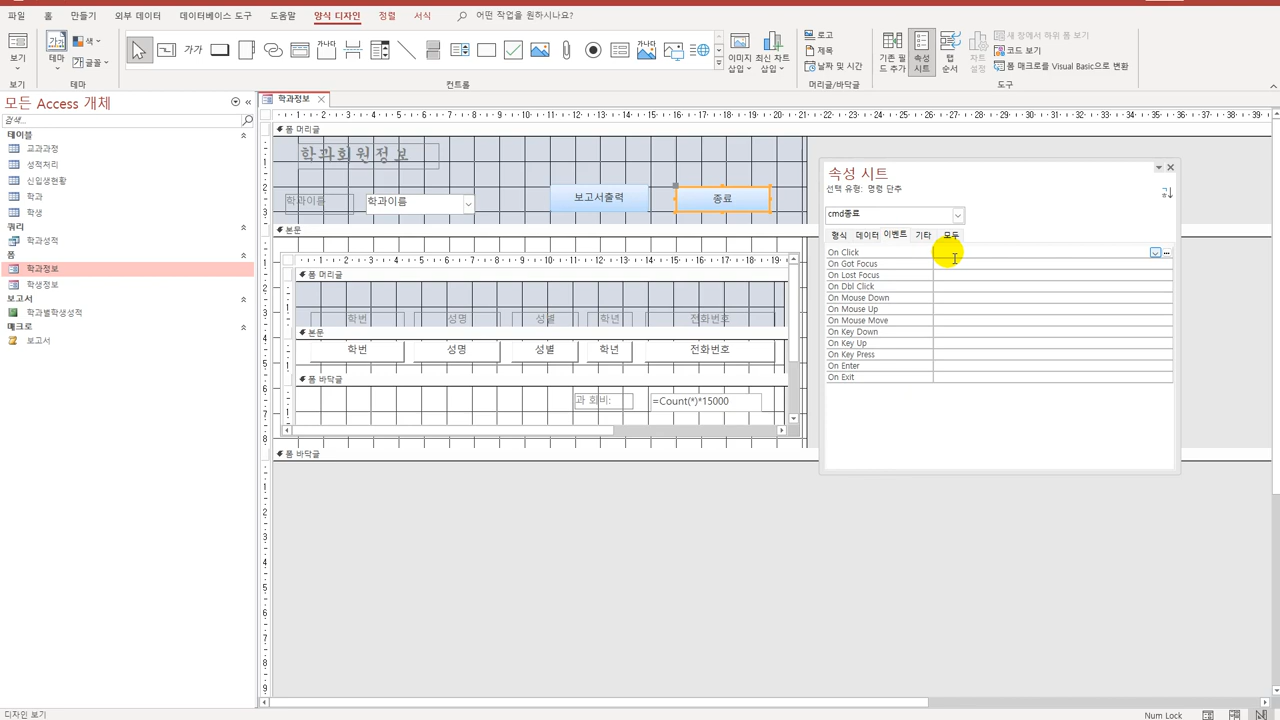 파일 홈 만들기 외부 데이터 데이터베이스 도구 도움말 양식 디자인 정렬 서식 어떤 작업을 원하시나요?
보기
테마
색
글꼴
가가
가나다
가나다
이미지 삽입
최신 차트 삽입
로고
제목
날짜 및 시간
기존 필드 추가
속성 시트
탭 순서
차트 설정
새 창에서 하위 폼 보기
코드 보기
폼 매크로를 Visual Basic으로 변환
보기 테마 컨트롤 머리글/바닥글 도구
모든 Access 개체
검색...
테이블
교과과정
성적처리
신입생현황
학과
학생
쿼리
학과성적
폼
학과정보
학생정보
보고서
학과별학생성적
매크로
보고서
학과정보
폼 머리글
학과회원정보
학과이름 학과이름 보고서출력 종료
본문
폼 머리글
학번 성명 성별 학년 전화번호
본문
학번 성명 성별 학년 전화번호
폼 바닥글
과 회비: =Count(*)*15000
폼 바닥글
속성 시트
선택 유형: 명령 단추
cmd종료
형식 데이터 이벤트 기타 모두
On Click
On Got Focus
On Lost Focus
On Dbl Click
On Mouse Down
On Mouse Up
On Mouse Move
On Key Down
On Key Up
On Key Press
On Enter
On Exit
디자인 보기 Num Lock